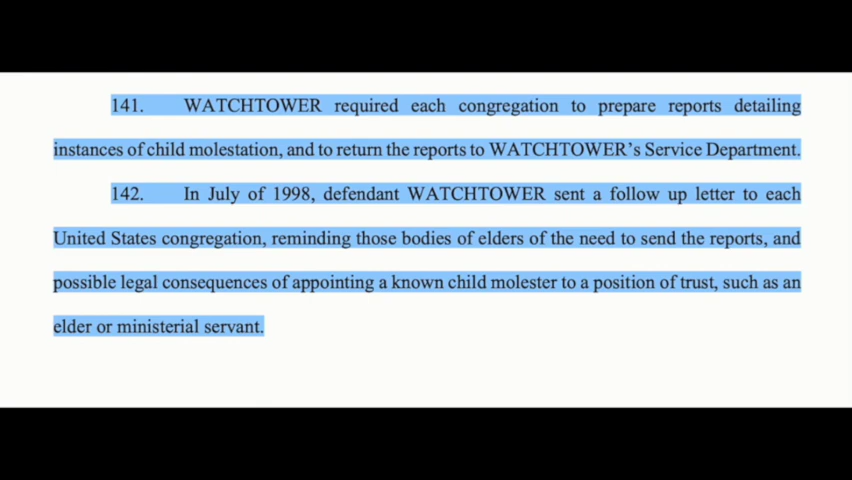 141. WATCHTOWER required each congregation to prepare reports detailing
instances of child molestation, and to return the reports to WATCHTOWER’s Service Department.
142. In July of 1998, defendant WATCHTOWER sent a follow up letter to each
United States congregation, reminding those bodies of elders of the need to send the reports, and
possible legal consequences of appointing a known child molester to a position of trust, such as an
elder or ministerial servant.